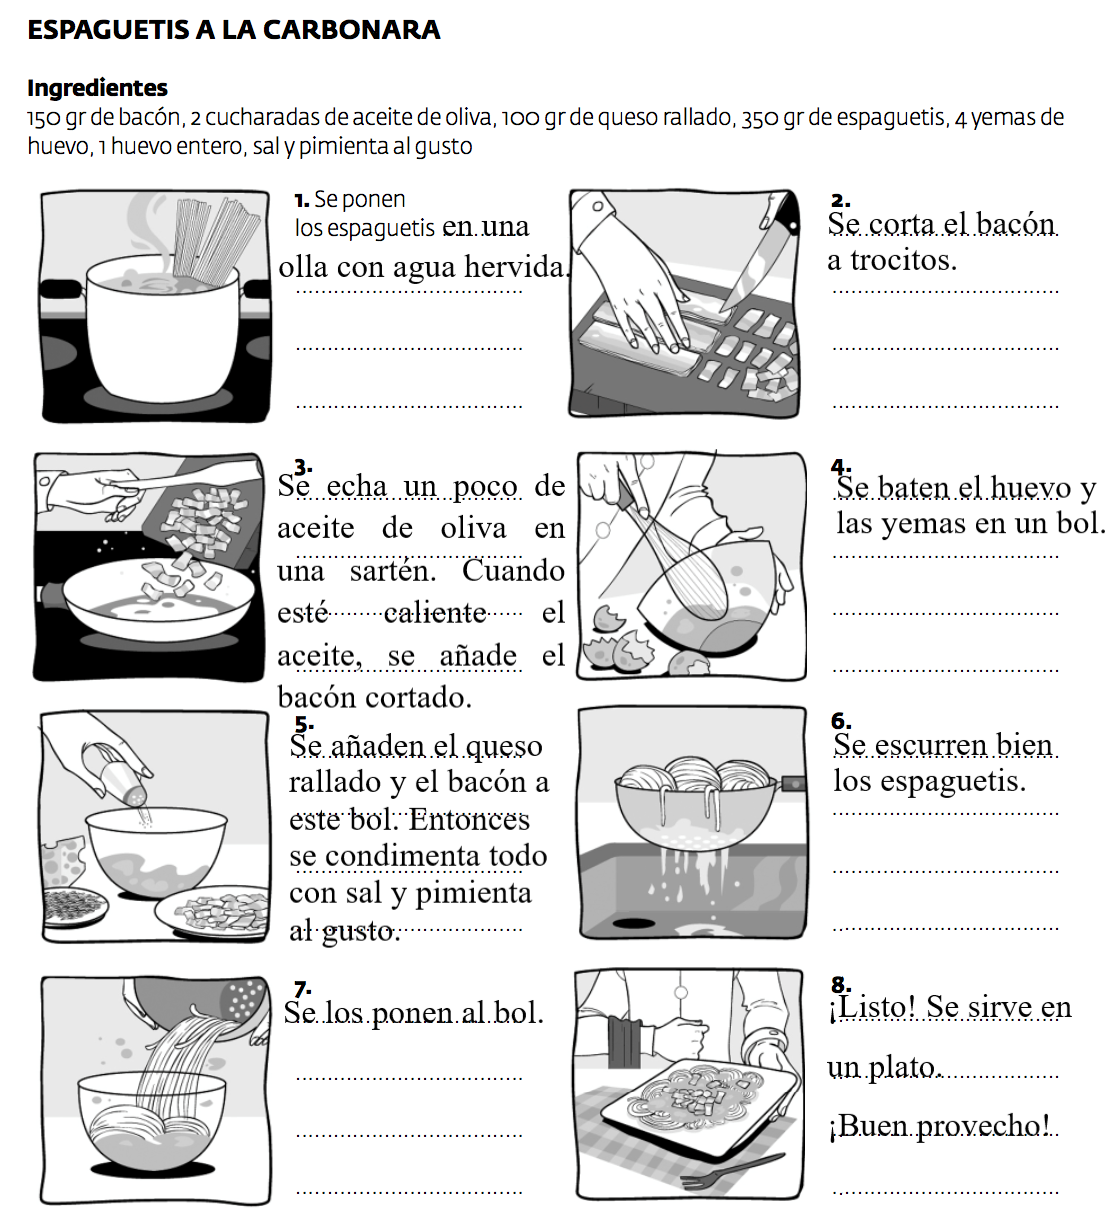 ESPAGUETIS A LA CARBONARA
Ingredientes
150 gr de bacón, 2 cucharadas de aceite de oliva, 100 gr de queso rallado, 350 gr de espaguetis, 4 yemas de
huevo, 1 huevo entero, sal y pimienta al gusto
1. Se ponen
los espaguetis en una
olla con agua hervida.
2.
Se corta el bacón
a trocitos.
3.
Se echa un poco de
aceite de oliva en
una sartén. Cuando
esté caliente el
aceite, se añade el
bacón cortado.
4.
Se baten el huevo y
las yemas en un bol.
5.
Se añaden el queso
rallado y el bacón a
este bol. Entonces
se condimenta todo
con sal y pimienta
al gusto.
6.
Se escurren bien
los espaguetis.
7.
Se los ponen al bol.
8.
¡Listo! Se sirve en
un plato.
¡Buen provecho!